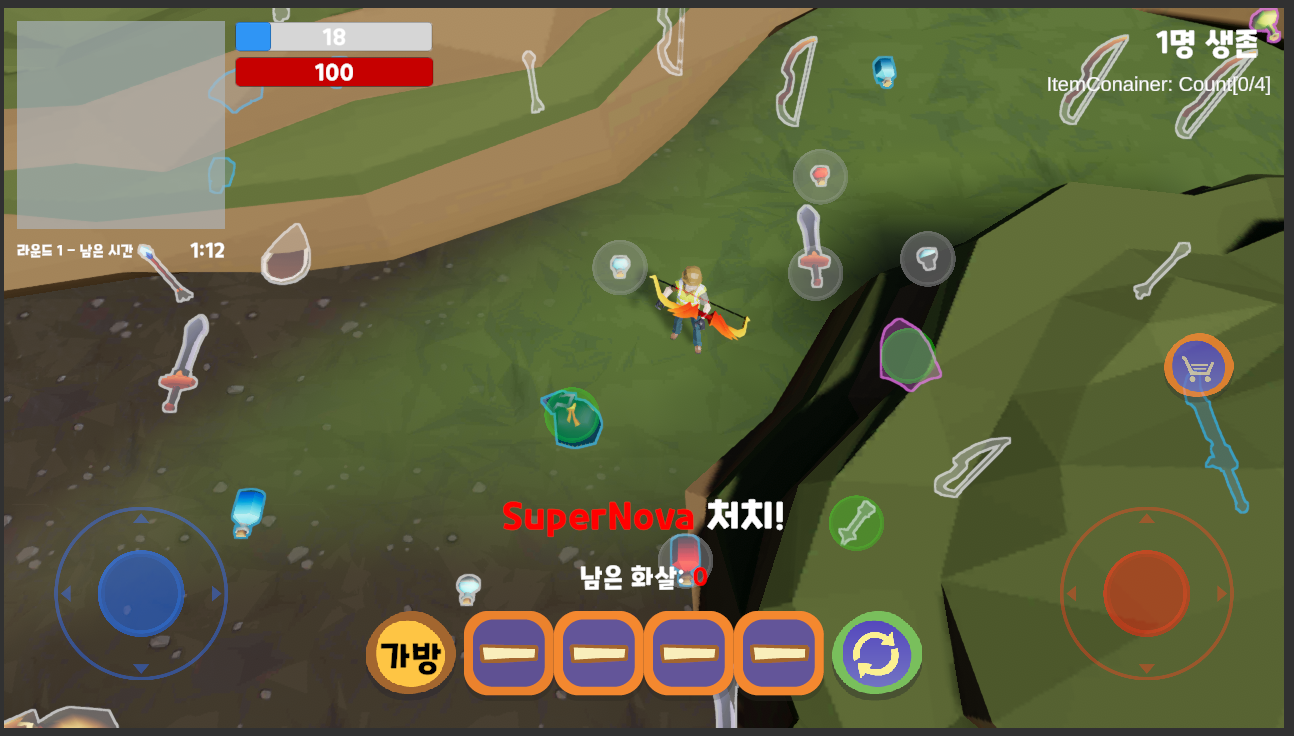 18
100
1명 생존
ItemConainer: Count[0/4]
라운드 1 - 남은 시간
1:12
SuperNova 처치!
남은 화살: 0
가방